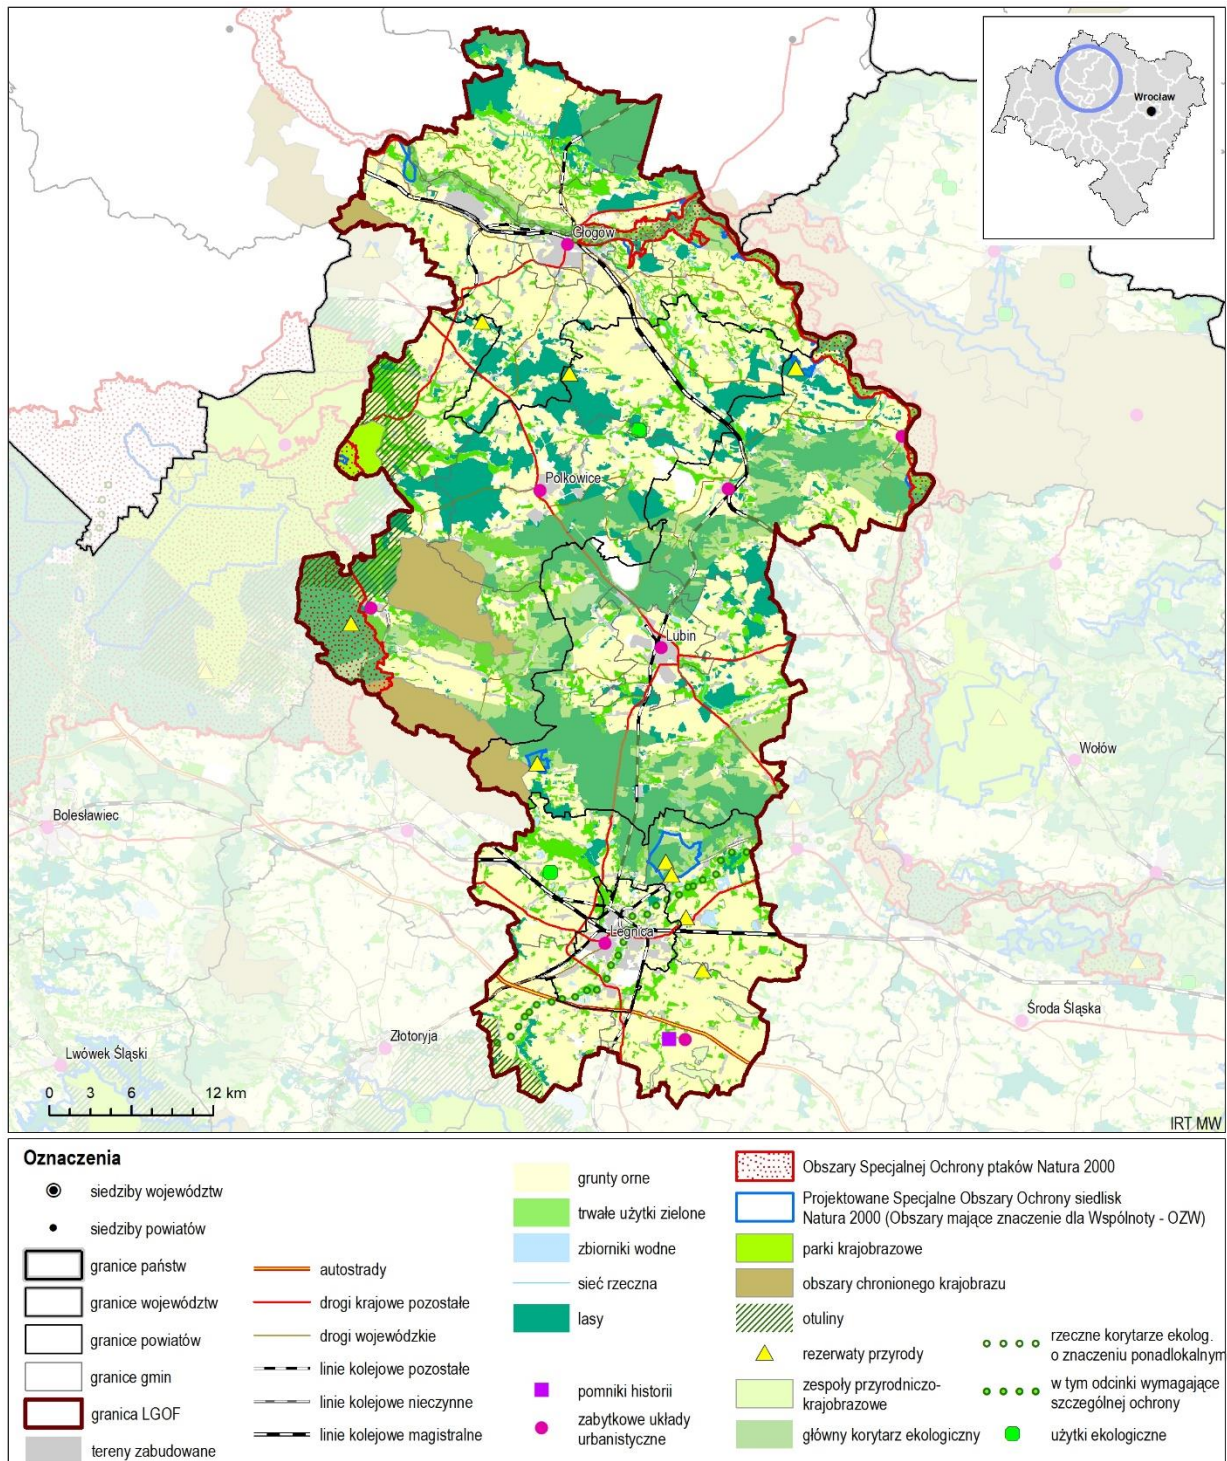 Wrocław
Głogów
Polkowice
Lubin
Wołów
Bolesławiec
Legnica
Środa Śląska
Złotoryja
Lwówek Śląski
0 3 6 12 km
IRT MW
Oznaczenia
siedziby województw
siedziby powiatów
granice państw
granice województw
granice powiatów
granice gmin
granica LGOF
tereny zabudowane
autostrady
drogi krajowe pozostałe
drogi wojewódzkie
linie kolejowe pozostałe
linie kolejowe nieczynne
linie kolejowe magistralne
grunty orne
trwałe użytki zielone
zbiorniki wodne
sieć rzeczna
lasy
pomniki historii
zabytkowe układy
urbanistyczne
Obszary Specjalnej Ochrony ptaków Natura 2000
Projektowane Specjalne Obszary Ochrony siedlisk
Natura 2000 (Obszary mające znaczenie dla Wspólnoty - OZW)
parki krajobrazowe
obszary chronionego krajobrazu
otuliny
rezerwaty przyrody
zespoły przyrodniczo-
krajobrazowe
główny korytarz ekologiczny
rzeczne korytarze ekolog.
o znaczeniu ponadlokalnym
w tym odcinki wymagające
szczególnej ochrony
użytki ekologiczne